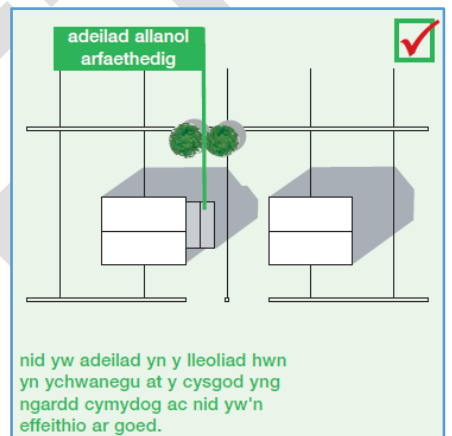 adeilad allanol
arfaethedig
nid yw adeilad yn y lleoliad hwn
yn ychwanegu at y cysgod yng
ngardd cymydog ac nid yw'n
effeithio ar goed.